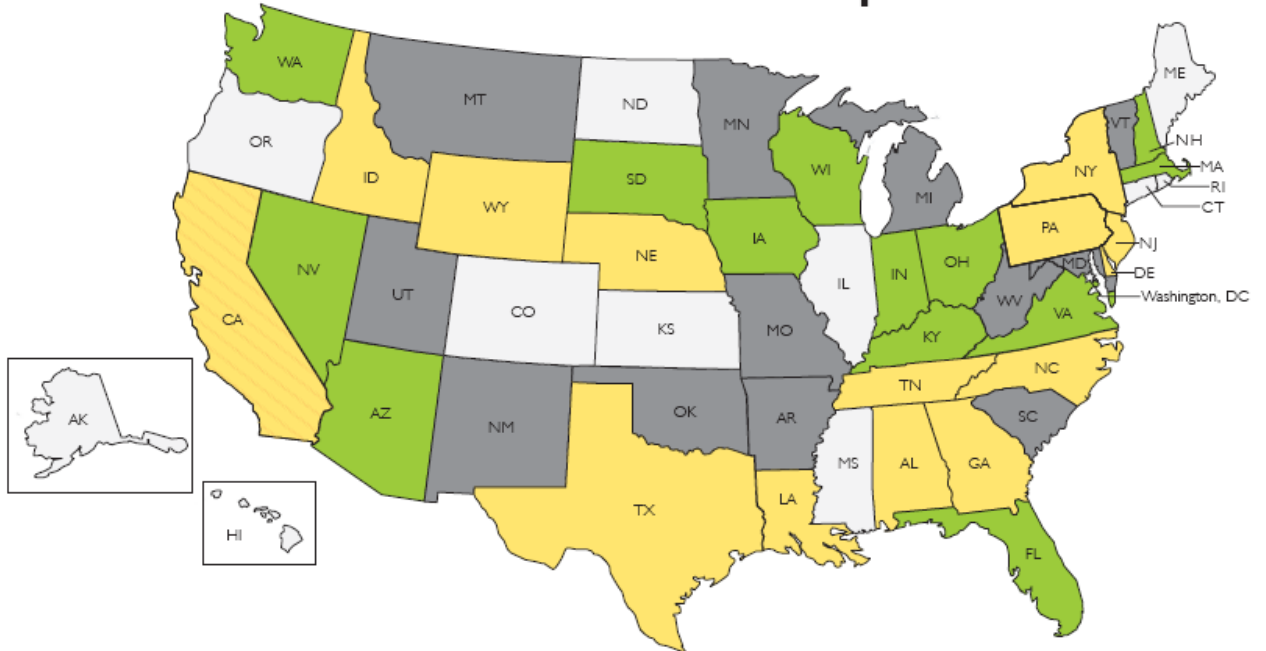 WA
MT
ND
MN
ME
VT
OR
NH
MA
ID
SD
WI
NY
RI
MI
WY
CT
PA
IA
NE
NJ
OH
MD
NV
IN
DE
UT
IL
WV
Washington, DC
CO
VA
CA
KS
MO
KY
NC
TN
AZ
OK
AR
SC
AK
NM
MS
AL
GA
LA
TX
HI
FL